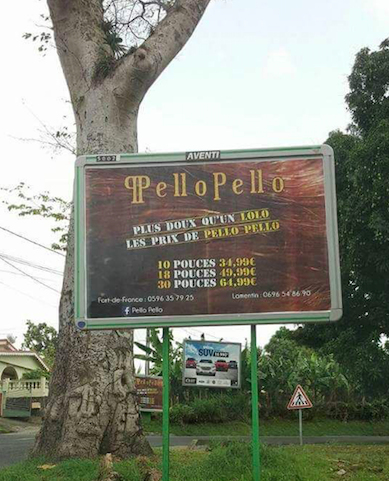 5002
AVENTI
PelloPello
PLUS DOUX QU'UN LOLO
LES PRIX DE PELLO PELLO
10 POUCES 34,99€
18 POUCES 49,99€
30 POUCES 64,99€
Fort-de-France : 0596 35 79 25
Lamentin : 0696 54 86 90
Pello Pello
SUV